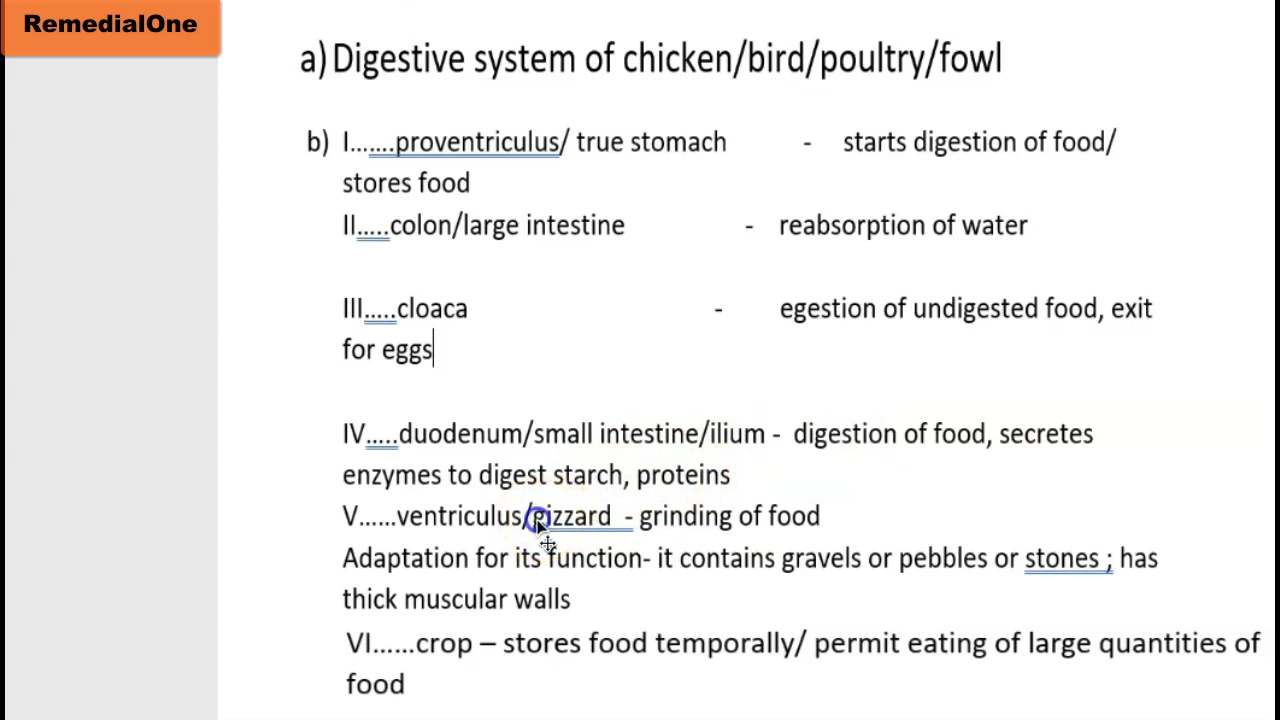 RemedialOne
a) Digestive system of chicken/bird/poultry/fowl
b) I.......proventriculus/ true stomach - starts digestion of food/
stores food
II.....colon/large intestine - reabsorption of water
III.....cloaca - egestion of undigested food, exit
for eggs
IV.....duodenum/small intestine/ilium - digestion of food, secretes
enzymes to digest starch, proteins
V......ventriculus/gizzard - grinding of food
Adaptation for its function- it contains gravels or pebbles or stones ; has
thick muscular walls
VI......crop – stores food temporally/ permit eating of large quantities of
food